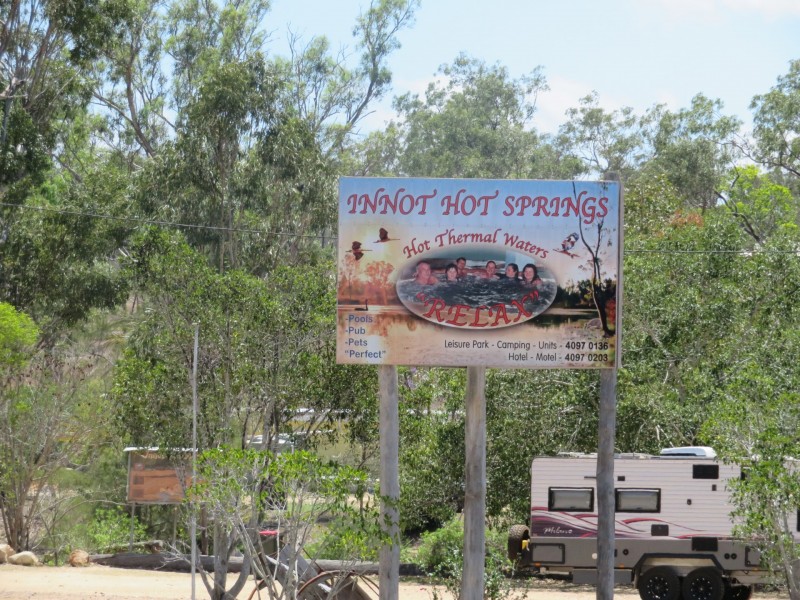 INNOT HOT SPRINGS
Hot Thermal Waters
"RELAX"
-Pools
-Pub
-Pets
"Perfect"
Leisure Park - Camping - Units - 4097 0136
Hotel - Motel - 4097 0203